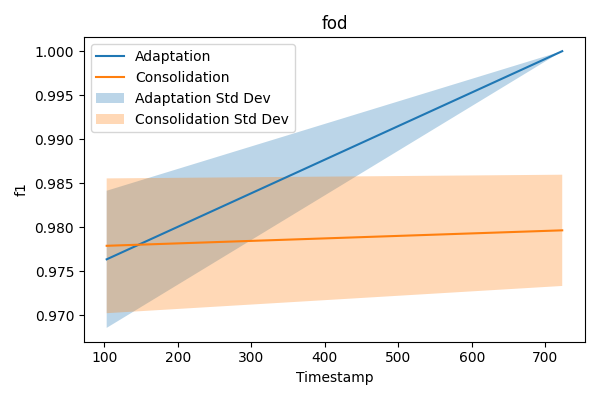 fod
1.000
0.995
0.990
0.985
0.980
0.975
0.970
f1
Adaptation
Consolidation
Adaptation Std Dev
Consolidation Std Dev
100 200 300 400 500 600 700
Timestamp